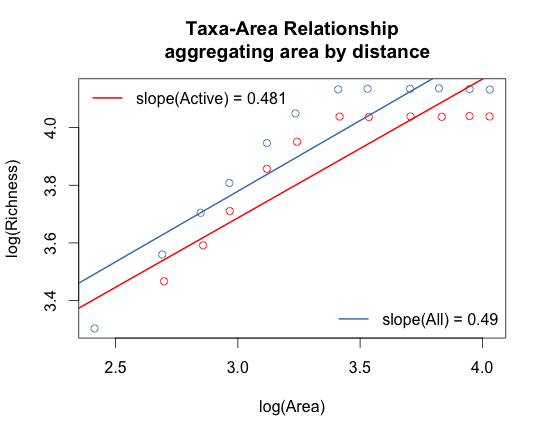 Taxa-Area Relationship
aggregating area by distance
slope(Active) = 0.481
log(Richness)
4.0
3.8
3.6
3.4
slope(All) = 0.49
2.5 3.0 3.5 4.0
log(Area)